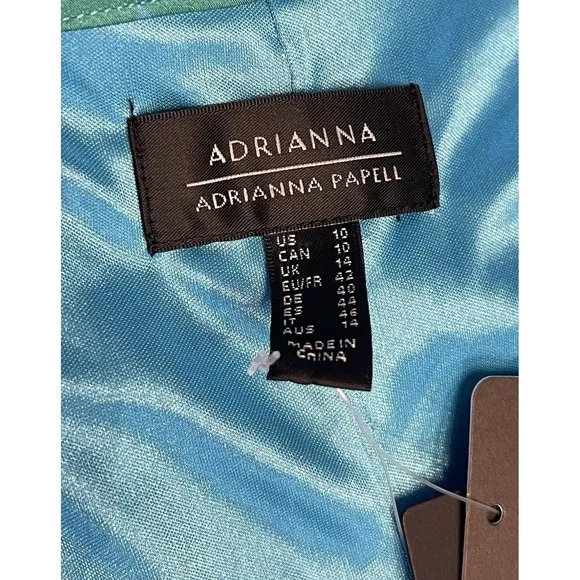 ADRIANNA
ADRIANNA PAPELL
US 10
CAN 10
UK 14
EU/FR 42
DE 40
ES 44
IT 46
AUS 14
MADE IN
CHINA